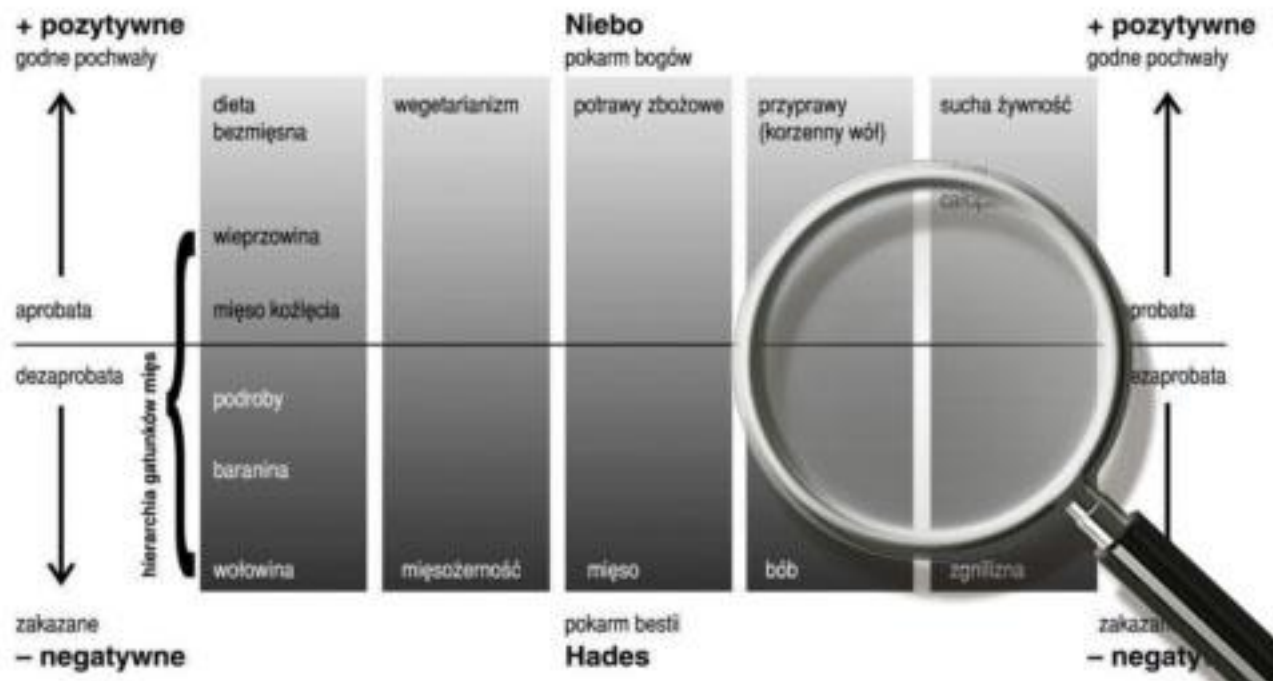 + pozytywne
godne pochwały
Niebo
pokarm bogów
+ pozytywne
godne pochwały
dieta
bezmięsna
wegetarianizm
potrawy zbożowe
przyprawy
(korzenny wół)
sucha żywność
wieprzowina
mięso koźlęcia
aprobata
probata
dezaprobata
ezaprobata
hierarchia gatunków mięs
podroby
baranina
wołowina
mięsożerność
mięso
bób
zgnilizna
zakazane
– negatywne
pokarm bestii
Hades
zakazan
– negaty